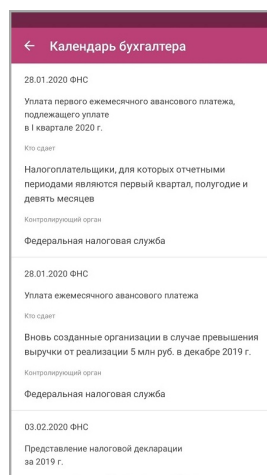 ← Календарь бухгалтера
28.01.2020 ФНС
Уплата первого ежемесячного авансового платежа,
подлежащего уплате
в I квартале 2020 г.
Кто сдает
Налогоплательщики, для которых отчетными
периодами являются первый квартал, полугодие и
девять месяцев
Контролирующий орган
Федеральная налоговая служба
28.01.2020 ФНС
Уплата ежемесячного авансового платежа
Кто сдает
Вновь созданные организации в случае превышения
выручки от реализации 5 млн руб. в декабре 2019 г.
Контролирующий орган
Федеральная налоговая служба
03.02.2020 ФНС
Представление налоговой декларации
за 2019 г.